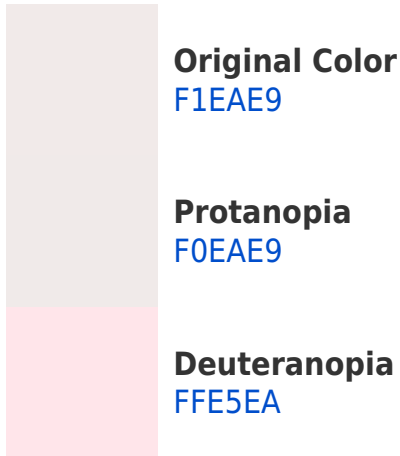 Original Color
F1EAE9
Protanopia
F0EAE9
Deuteranopia
FFE5EA